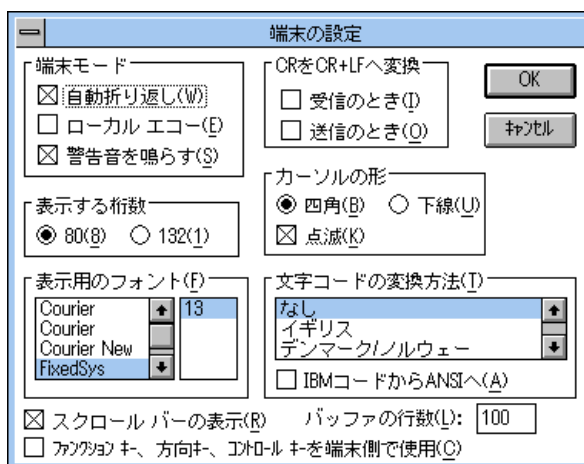 端末の設定
端末モード
自動折り返し(W)
ローカル エコー(E)
警告音を鳴らす(S)
CRをCR+LFへ変換
受信のとき(I)
送信のとき(O)
OK
ｷｬﾝｾﾙ
表示する桁数
80(8) 132(1)
カーソルの形
四角(B) 下線(U)
点滅(K)
表示用のフォント(F)
Courier
Courier
Courier New
FixedSys
13
文字コードの変換方法(T)
なし
イギリス
デンマーク/ノルウェー
IBMコードからANSIへ(A)
スクロール バーの表示(R) バッファの行数(L): 100
ﾌｧﾝｸｼｮﾝ ｷｰ、方向ｷｰ、ｺﾝﾄﾛｰﾙ ｷｰを端末側で使用(C)